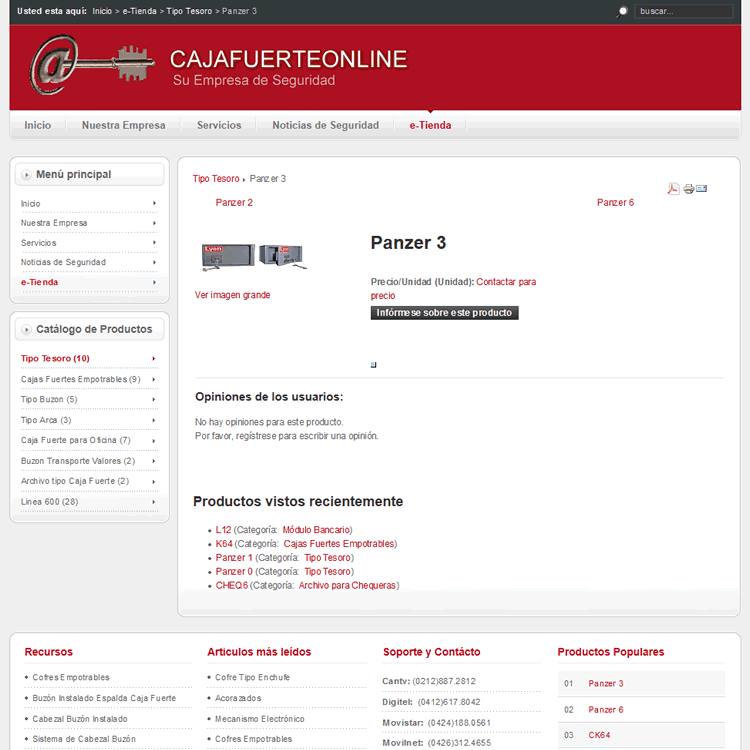 Usted esta aquí: Inicio > e-Tienda > Tipo Tesoro > Panzer 3
buscar...
CAJAFUERTEONLINE
Su Empresa de Seguridad
Inicio
Nuestra Empresa
Servicios
Noticias de Seguridad
e-Tienda
Menú principal
Inicio
Nuestra Empresa
Servicios
Noticias de Seguridad
e-Tienda
Catálogo de Productos
Tipo Tesoro (10)
Cajas Fuertes Empotrables (9)
Tipo Buzon (5)
Tipo Arca (3)
Caja Fuerte para Oficina (7)
Buzon Transporte Valores (2)
Archivo tipo Caja Fuerte (2)
Linea 600 (28)
Tipo Tesoro Panzer 3
Panzer 2
Panzer 6
Lyon
Lyon
Ver imagen grande
Panzer 3
Precio/Unidad (Unidad): Contactar para
precio
Infórmese sobre este producto
Opiniones de los usuarios:
No hay opiniones para este producto.
Por favor, regístrese para escribir una opinión.
Productos vistos recientemente
L12 (Categoría: Módulo Bancario)
K64 (Categoría: Cajas Fuertes Empotrables)
Panzer 1 (Categoría: Tipo Tesoro)
Panzer 0 (Categoría: Tipo Tesoro)
CHEQ6 (Categoría: Archivo para Chequeras)
Recursos
Cofres Empotrables
Buzón Instalado Espalda Caja Fuerte
Cabezal Buzón Instalado
Sistema de Cabezal Buzón
Articulos más leídos
Cofre Tipo Enchufe
Acorazados
Mecanismo Electrónico
Cofres Empotrables
Soporte y Contácto
Cantv: (0212)887.2812
Digitel: (0412)617.8042
Movistar: (0424)188.0561
Movilnet: (0426)312.4655
Productos Populares
01 Panzer 3
02 Panzer 6
03 CK64